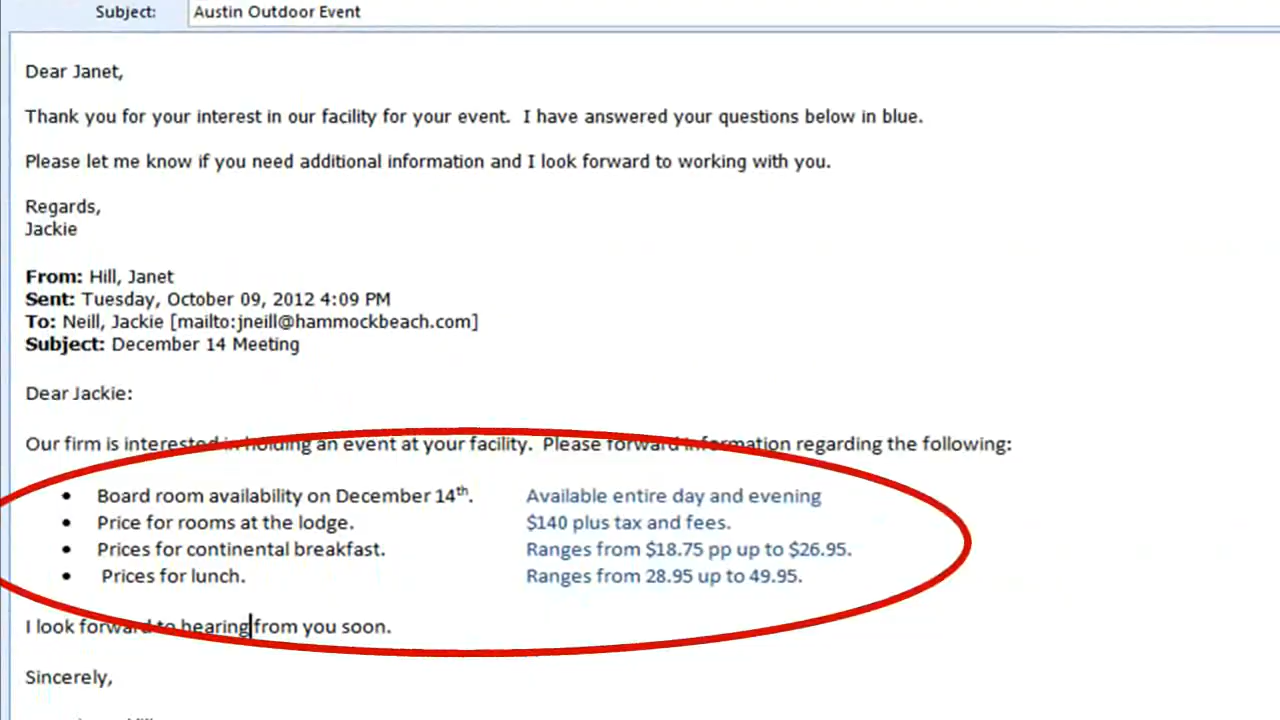 Subject: Austin Outdoor Event
Dear Janet,
Thank you for your interest in our facility for your event. I have answered your questions below in blue.
Please let me know if you need additional information and I look forward to working with you.
Regards,
Jackie
From: Hill, Janet
Sent: Tuesday, October 09, 2012 4:09 PM
To: Neill, Jackie [mailto:jneill@hammockbeach.com]
Subject: December 14 Meeting
Dear Jackie:
Our firm is interested in holding an event at your facility. Please forward information regarding the following:
• Board room availability on December 14th. Available entire day and evening
• Price for rooms at the lodge. $140 plus tax and fees.
• Prices for continental breakfast. Ranges from $18.75 pp up to $26.95.
• Prices for lunch. Ranges from 28.95 up to 49.95.
I look forward to hearing from you soon.
Sincerely,